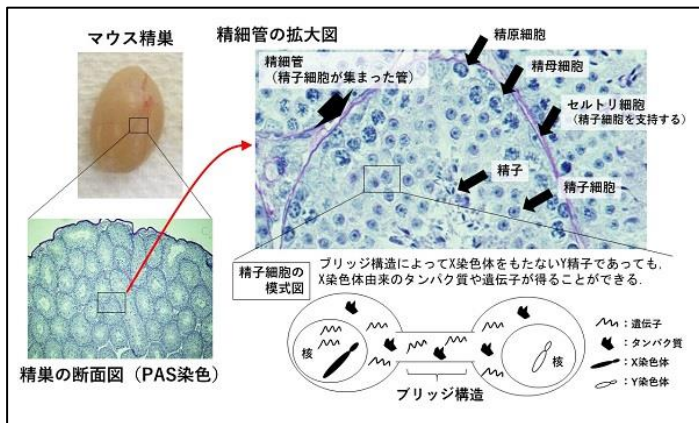 マウス精巣
精巣の断面図（PAS染色）
精細管の拡大図
精細管
（精子細胞が集まった管）
精原細胞
精母細胞
セルトリ細胞
（精子細胞を支持する）
精子
精子細胞
精子細胞の
模式図
ブリッジ構造によってX染色体をもたないY精子であっても，
X染色体由来のタンパク質や遺伝子が得ることができる．
核
核
ブリッジ構造
：遺伝子
：タンパク質
：X染色体
：Y染色体